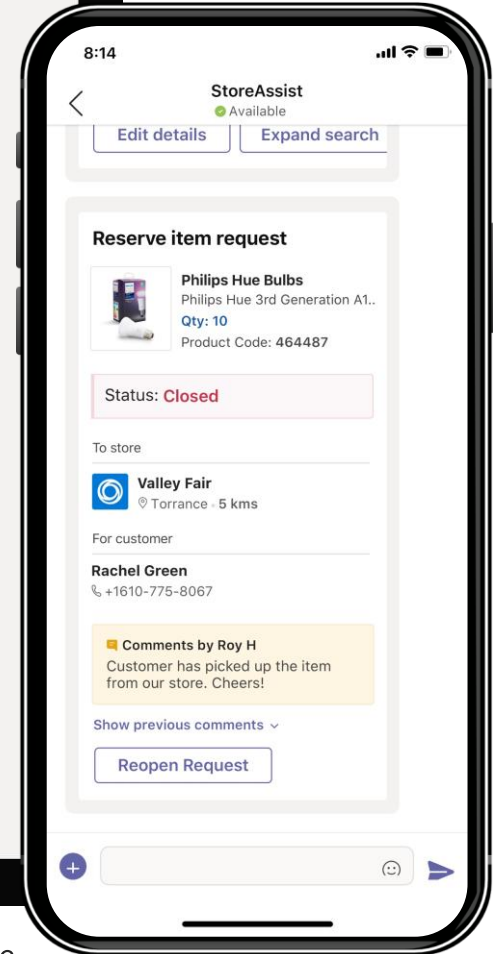 8:14
StoreAssist
Available
Edit details Expand search
Reserve item request
Philips Hue Bulbs
Philips Hue 3rd Generation A1..
Qty: 10
Product Code: 464487
Status: Closed
To store
Valley Fair
Torrance 5 kms
For customer
Rachel Green
+1610-775-8067
Comments by Roy H
Customer has picked up the item
from our store. Cheers!
Show previous comments
Reopen Request